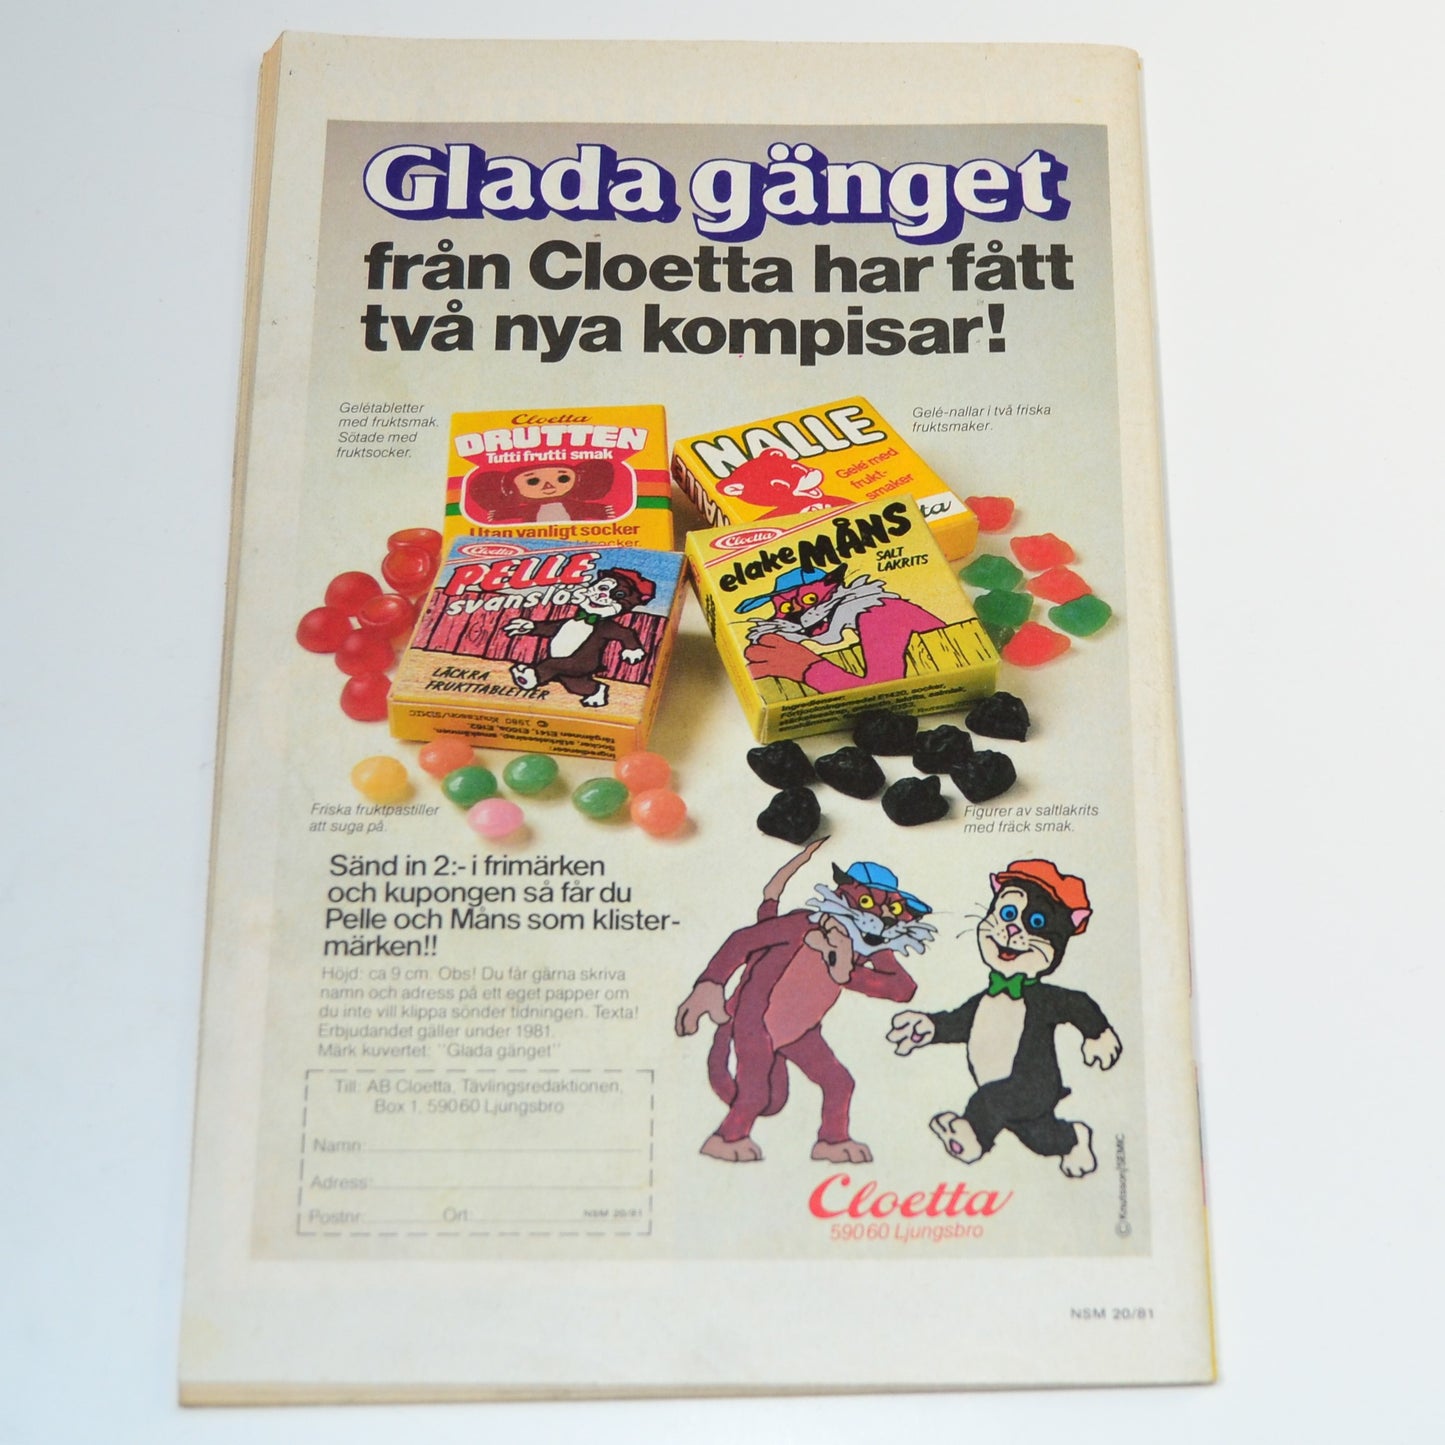 Glada gänget
från Cloetta har fått
två nya kompisar!
Gelétabletter
med fruktsmak.
Sötade med
fruktsocker.
Gelé-nallar i två friska
fruktsmaker.
Cloetta
DRUTTEN
Tutti frutti smak
Utan vanligt socker
NALLE
Gelé med
frukt-
smaker
NALLE
Cloetta
PELLE
svanslös
LÄCKRA
FRUKTTABLETTER
© 1980 Knutsson/SEMIC
Cloetta
elake MÅNS
SALT
LAKRITS
Friska fruktpastiller
att suga på.
Figurer av saltlakrits
med fräck smak.
Sänd in 2:- i frimärken
och kupongen så får du
Pelle och Måns som klister-
märken!!
Höjd: ca 9 cm. Obs! Du får gärna skriva
namn och adress på ett eget papper om
du inte vill klippa sönder tidningen. Texta!
Erbjudandet gäller under 1981.
Märk kuvertet: "Glada gänget"
Till: AB Cloetta, Tävlingsredaktionen,
Box 1, 590 60 Ljungsbro
Namn:
Adress:
Postnr: Ort:
NSM 20/81
Cloetta
590 60 Ljungsbro
© Knutsson/SEMIC
NSM 20/81